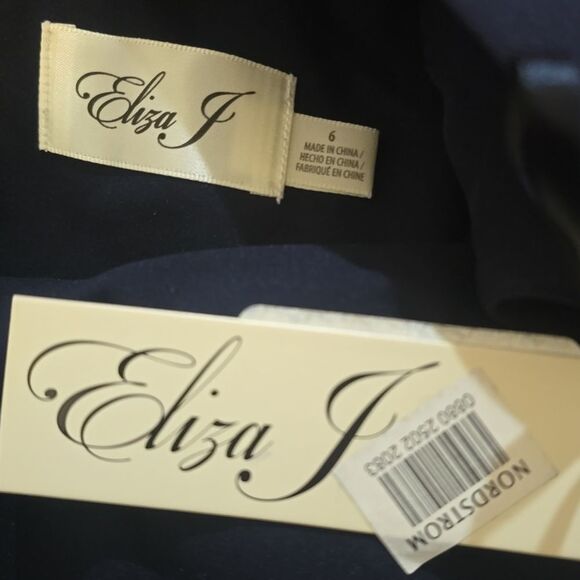 Eliza J
6
MADE IN CHINA /
HECHO EN CHINA /
FABRIQUÉ EN CHINE
Eliza J
0880 2502 2083
NORDSTROM